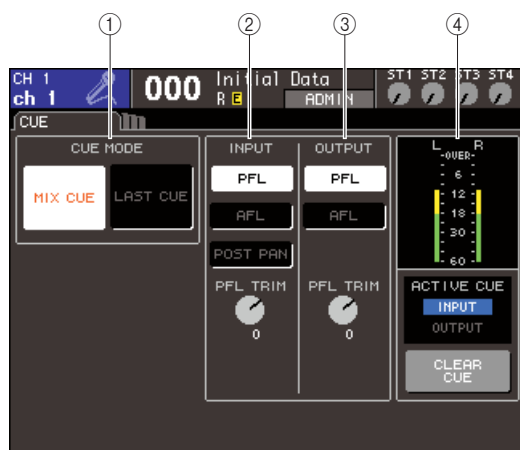 ① ② ③ ④
CH 1
ch 1
000
Initial Data
R E
ADMIN
ST1 ST2 ST3 ST4
CUE
CUE MODE
MIX CUE
LAST CUE
INPUT
PFL
AFL
POST PAN
PFL TRIM
0
OUTPUT
PFL
AFL
PFL TRIM
0
L R
-OVER-
6
12
18
30
60
ACTIVE CUE
INPUT
OUTPUT
CLEAR
CUE